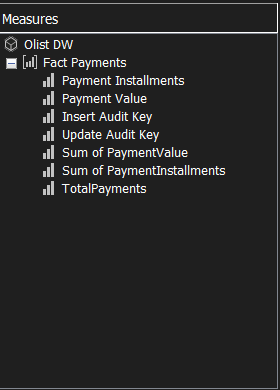 Measures
Olist DW
Fact Payments
Payment Installments
Payment Value
Insert Audit Key
Update Audit Key
Sum of PaymentValue
Sum of PaymentInstallments
TotalPayments